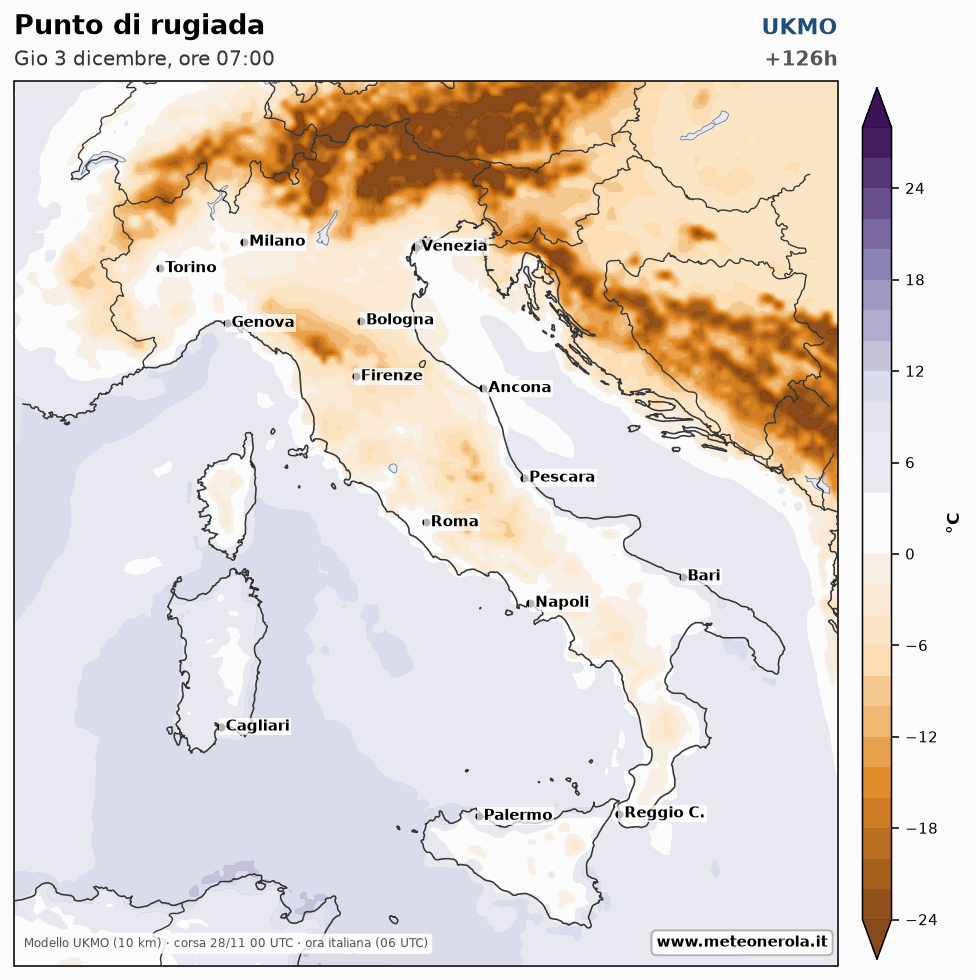 Punto di rugiada
UKMO
Gio 3 dicembre, ore 07:00
+126h
Milano
Venezia
Torino
Genova
Bologna
Firenze
Ancona
Pescara
Roma
Bari
Napoli
Cagliari
Palermo
Reggio C.
24
18
12
6
0
−6
−12
−18
−24
°C
Modello UKMO (10 km) · corsa 28/11 00 UTC · ora italiana (06 UTC)
www.meteonerola.it